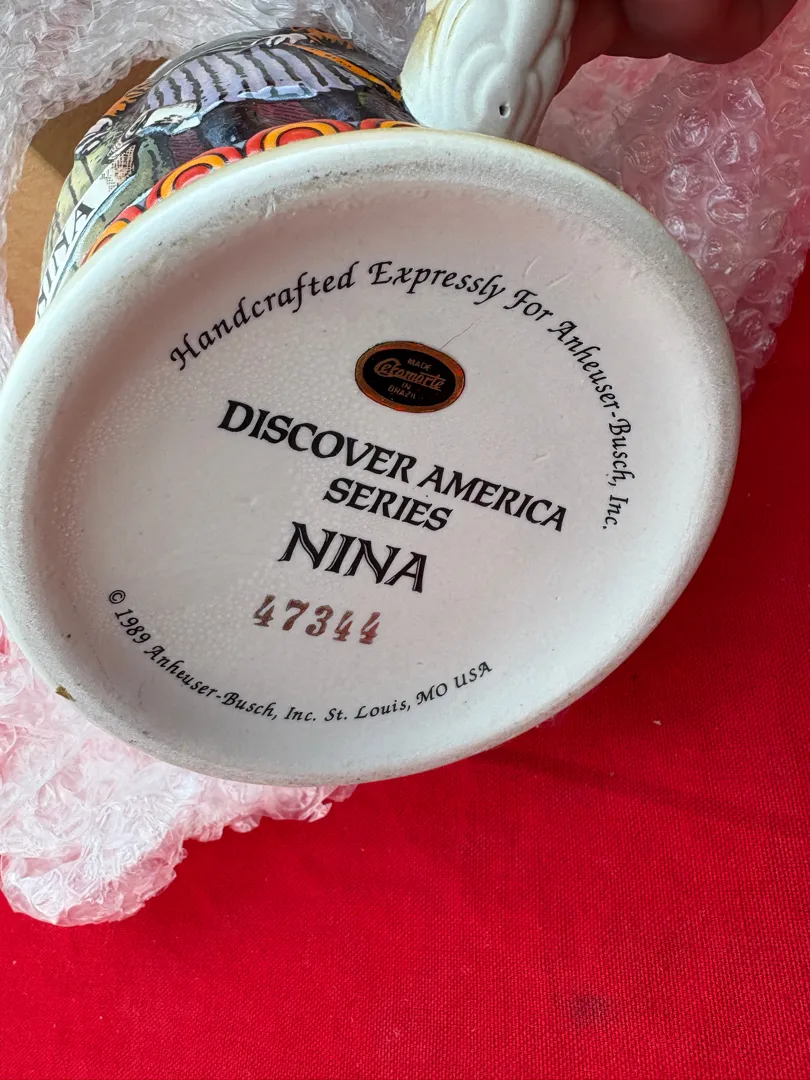 NINA
Handcrafted Expressly For Anheuser-Busch, Inc.
MADE
Ceramarte
IN
BRAZIL
DISCOVER AMERICA
SERIES
NINA
47344
© 1989 Anheuser-Busch, Inc. St. Louis, MO USA